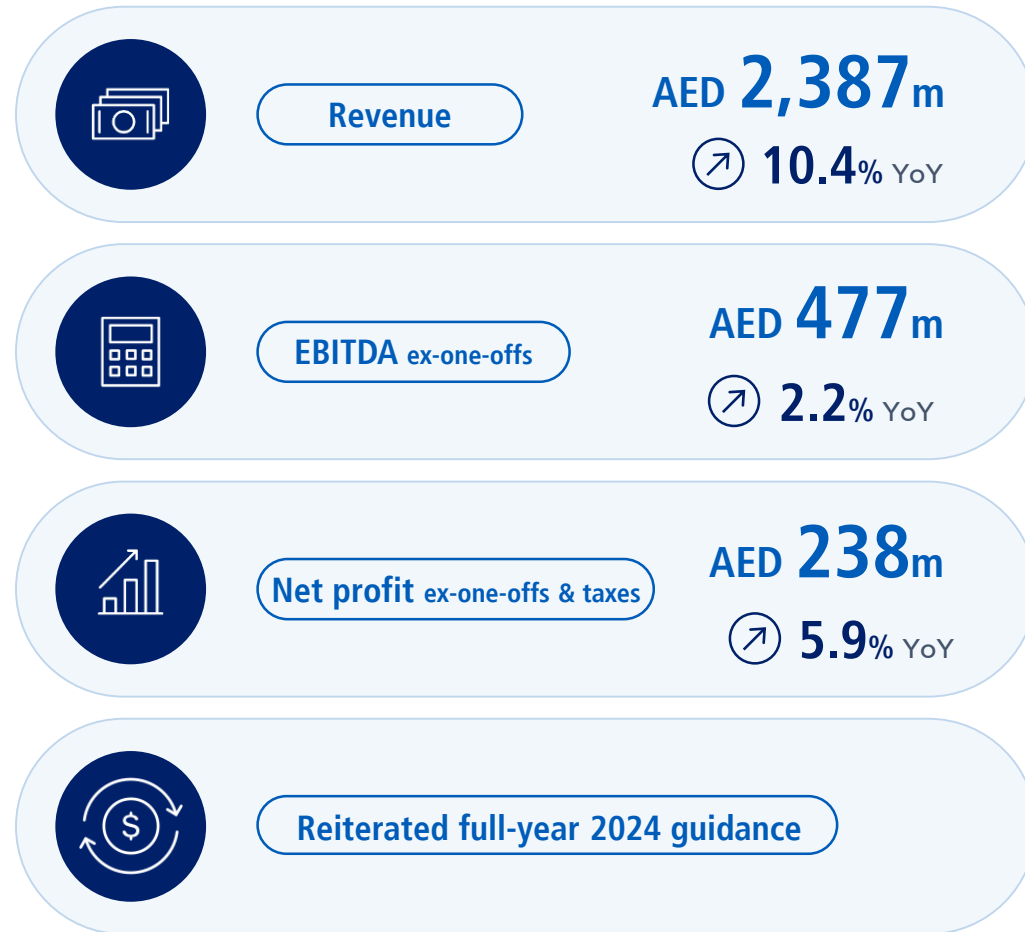 Revenue
AED 2,387m
10.4% YoY
EBITDA ex-one-offs
AED 477m
2.2% YoY
Net profit ex-one-offs & taxes
AED 238m
5.9% YoY
$
Reiterated full-year 2024 guidance